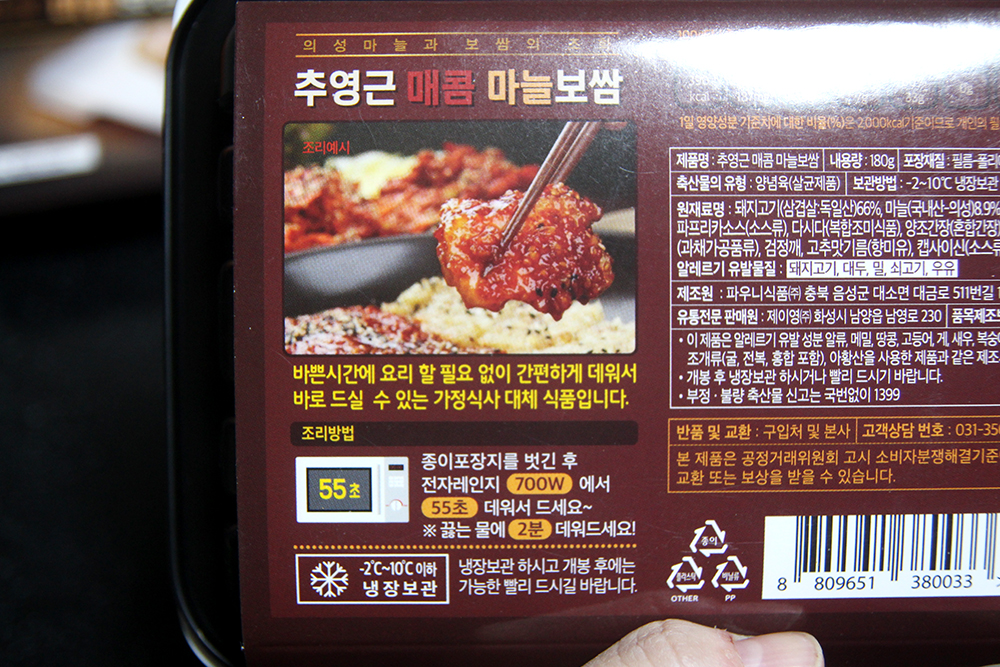 의성마늘과 보쌈의 조화
추영근 매콤 마늘보쌈
조리예시
바쁜시간에 요리 할 필요 없이 간편하게 데워서
바로 드실 수 있는 가정식사 대체 식품입니다.
조리방법
55초
종이포장지를 벗긴 후
전자레인지 700W 에서
55초 데워서 드세요~
※ 끓는 물에 2분 데워드세요!
-2℃~10℃ 이하
냉장보관
냉장보관 하시고 개봉 후에는
가능한 빨리 드시길 바랍니다.
kcal
0g
1일 영양성분 기준치에 대한 비율(%)은 2,000kcal기준이므로 개인의
제품명 : 추영근 매콤 마늘보쌈 내용량 : 180g 포장재질 : 필름-폴리
축산물의 유형 : 양념육(살균제품) 보관방법 : -2~10℃ 냉장보관
원재료명 : 돼지고기(삼겹살:독일산)66%, 마늘(국내산-의성)8.9%
파프리카소스(소스류), 다시다(복합조미식품), 양조간장(혼합간장)
(과채가공품류), 검정깨, 고추맛기름(향미유), 캡사이신(소스류
알레르기 유발물질 : 돼지고기, 대두, 밀, 쇠고기, 우유
제조원 : 파우니식품㈜ 충북 음성군 대소면 대금로 511번길 1
유통전문 판매원 : 제이영㈜ 화성시 남양읍 남영로 230 품목제조
• 이 제품은 알레르기 유발 성분 알류, 메밀, 땅콩, 고등어, 게, 새우, 복숭아
조개류(굴, 전복, 홍합 포함), 아황산을 사용한 제품과 같은 제조
• 개봉 후 냉장보관 하시거나 빨리 드시기 바랍니다.
• 부정 · 불량 축산물 신고는 국번없이 1399
반품 및 교환 : 구입처 및 본사 고객상담 번호 : 031-350
본 제품은 공정거래위원회 고시 소비자분쟁해결기준
교환 또는 보상을 받을 수 있습니다.
종이
플라스틱
OTHER
비닐류
PP
8 809651 380033